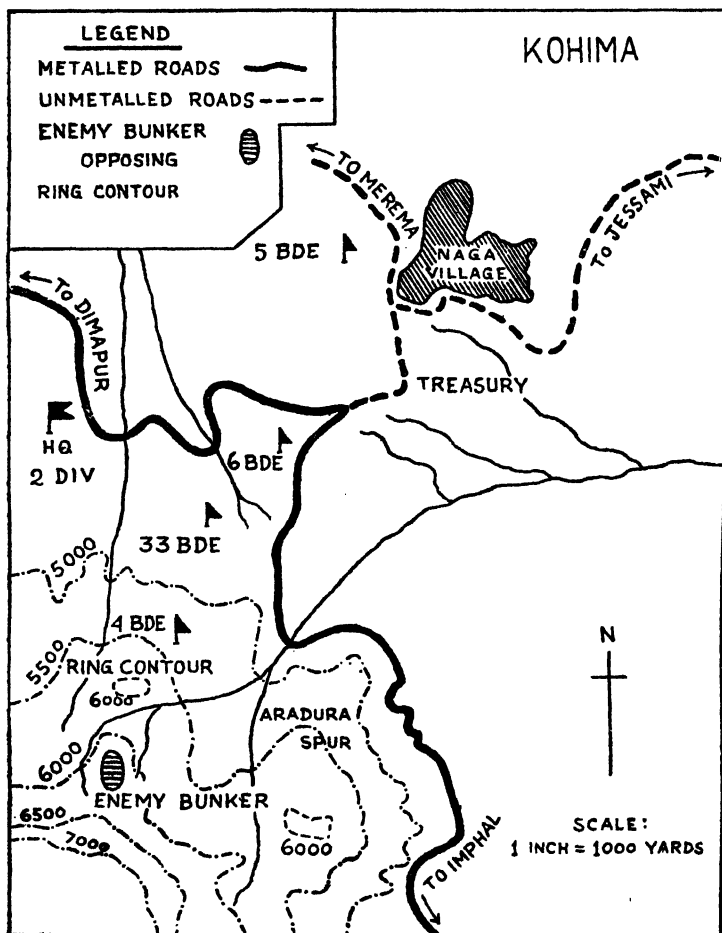 LEGEND
METALLED ROADS
UNMETALLED ROADS
ENEMY BUNKER
OPPOSING
RING CONTOUR
KOHIMA
TO MEREMA
TO JESSAMI
5 BDE
NAGA
VILLAGE
TO DIMAPUR
TREASURY
HQ
2 DIV
6 BDE
33 BDE
5000
4 BDE
5500
RING CONTOUR
6000
N
ARADURA
SPUR
6000
ENEMY BUNKER
6500
7000
6000
SCALE:
1 INCH = 1000 YARDS
TO IMPHAL